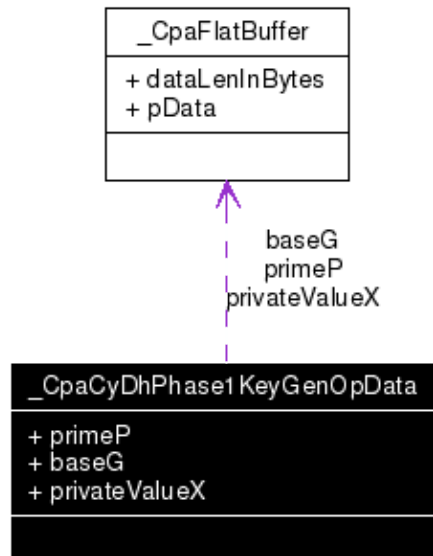 _CpaFlatBuffer
+ dataLenInBytes
+ pData
baseG
primeP
privateValueX
_CpaCyDhPhase1KeyGenOpData
+ primeP
+ baseG
+ privateValueX